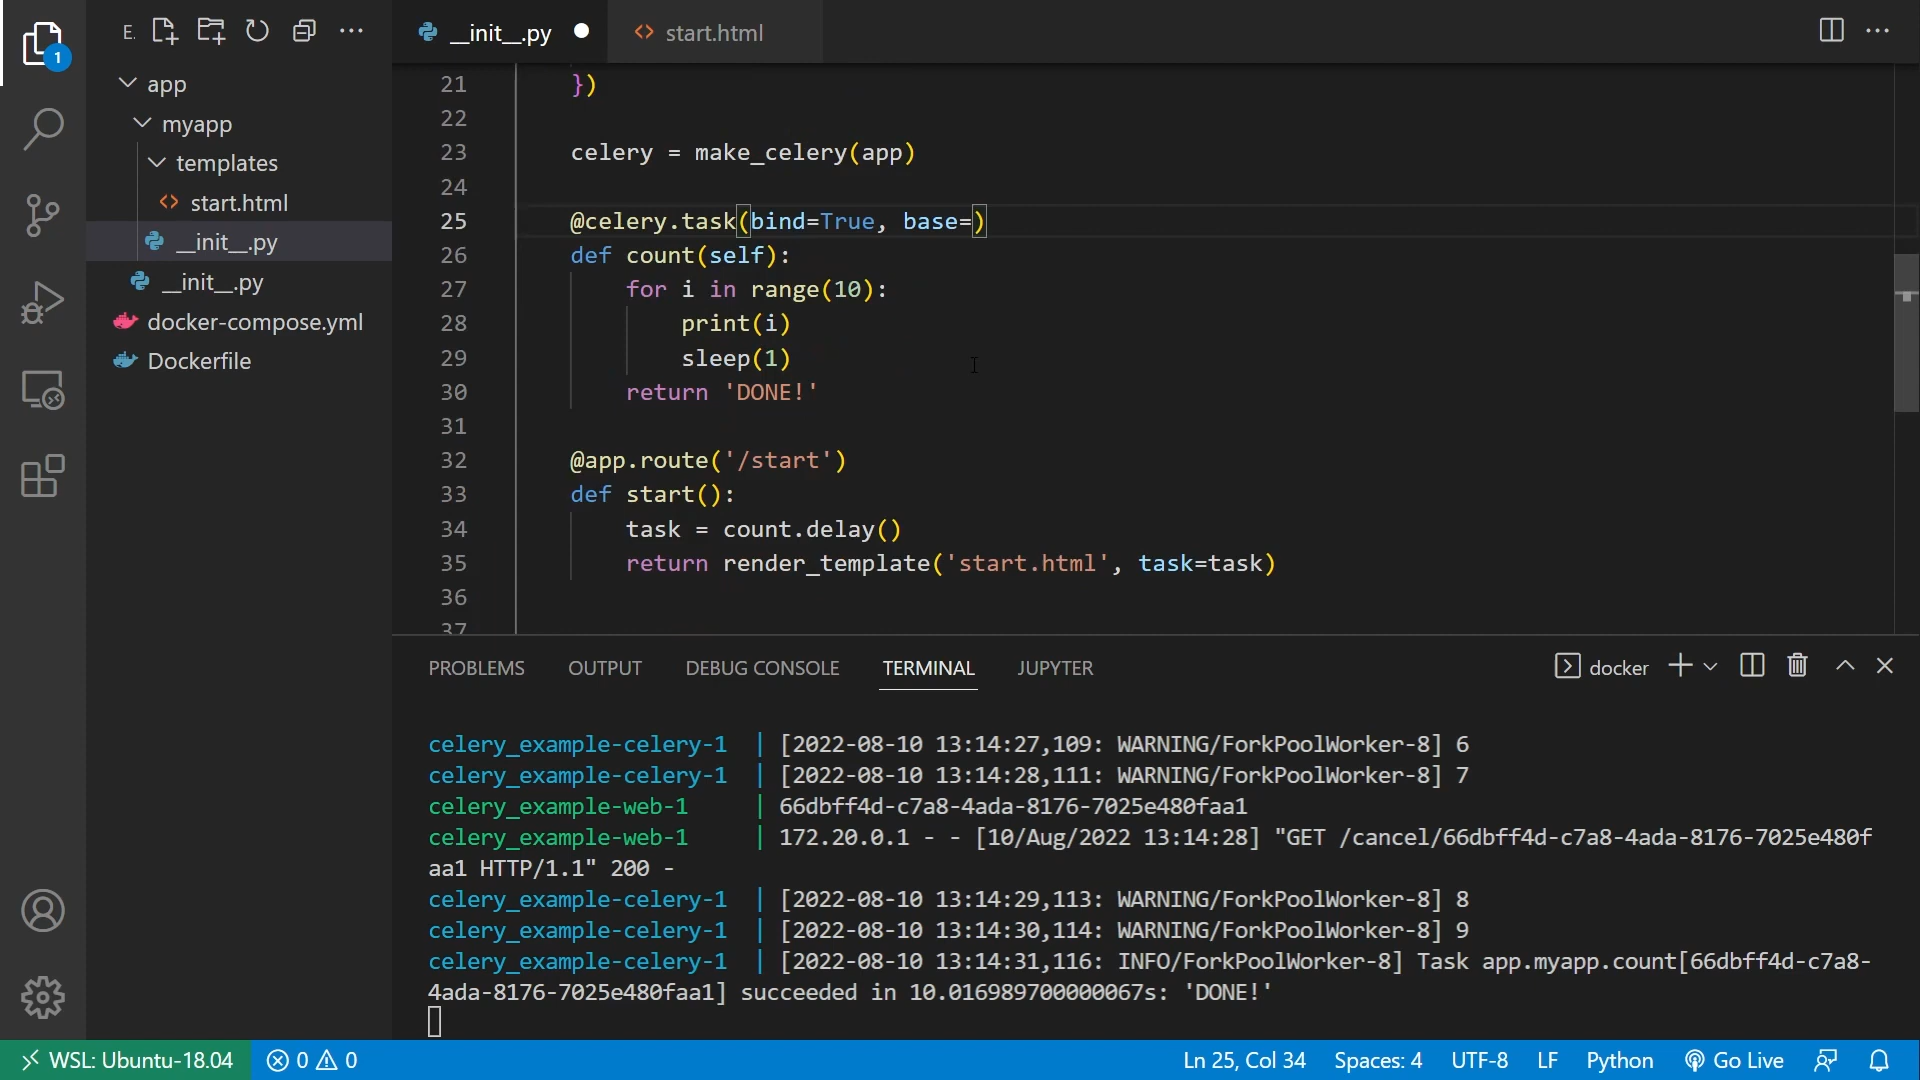 1
E.
app
myapp
templates
start.html
__init__.py
__init__.py
docker-compose.yml
Dockerfile
__init__.py
start.html
21 })
22
23 celery = make_celery(app)
24
25 @celery.task(bind=True, base=)
26 def count(self):
27 for i in range(10):
28 print(i)
29 sleep(1)
30 return 'DONE!'
31
32 @app.route('/start')
33 def start():
34 task = count.delay()
35 return render_template('start.html', task=task)
36
37
PROBLEMS OUTPUT DEBUG CONSOLE TERMINAL JUPYTER docker
celery_example-celery-1 | [2022-08-10 13:14:27,109: WARNING/ForkPoolWorker-8] 6
celery_example-celery-1 | [2022-08-10 13:14:28,111: WARNING/ForkPoolWorker-8] 7
celery_example-web-1 | 66dbff4d-c7a8-4ada-8176-7025e480faa1
celery_example-web-1 | 172.20.0.1 - - [10/Aug/2022 13:14:28] "GET /cancel/66dbff4d-c7a8-4ada-8176-7025e480f
aa1 HTTP/1.1" 200 -
celery_example-celery-1 | [2022-08-10 13:14:29,113: WARNING/ForkPoolWorker-8] 8
celery_example-celery-1 | [2022-08-10 13:14:30,114: WARNING/ForkPoolWorker-8] 9
celery_example-celery-1 | [2022-08-10 13:14:31,116: INFO/ForkPoolWorker-8] Task app.myapp.count[66dbff4d-c7a8-
4ada-8176-7025e480faa1] succeeded in 10.016989700000067s: 'DONE!'
WSL: Ubuntu-18.04 0 0 Ln 25, Col 34 Spaces: 4 UTF-8 LF Python Go Live